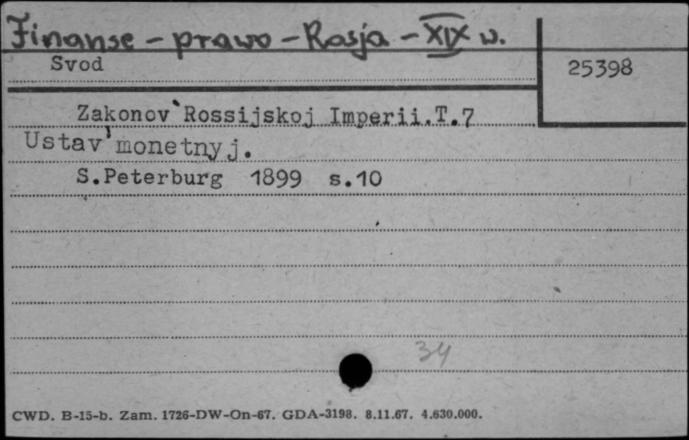 Finanse - prawo - Rosja - XIX w.
Svod
25398
Zakonov`Rossijskoj Imperii.T.7
Ustav'monetnyj.
S.Peterburg 1899 s.10
34
CWD. B-15-b. Zam. 1726-DW-On-67. GDA-3198. 8.11.67. 4.630.000.